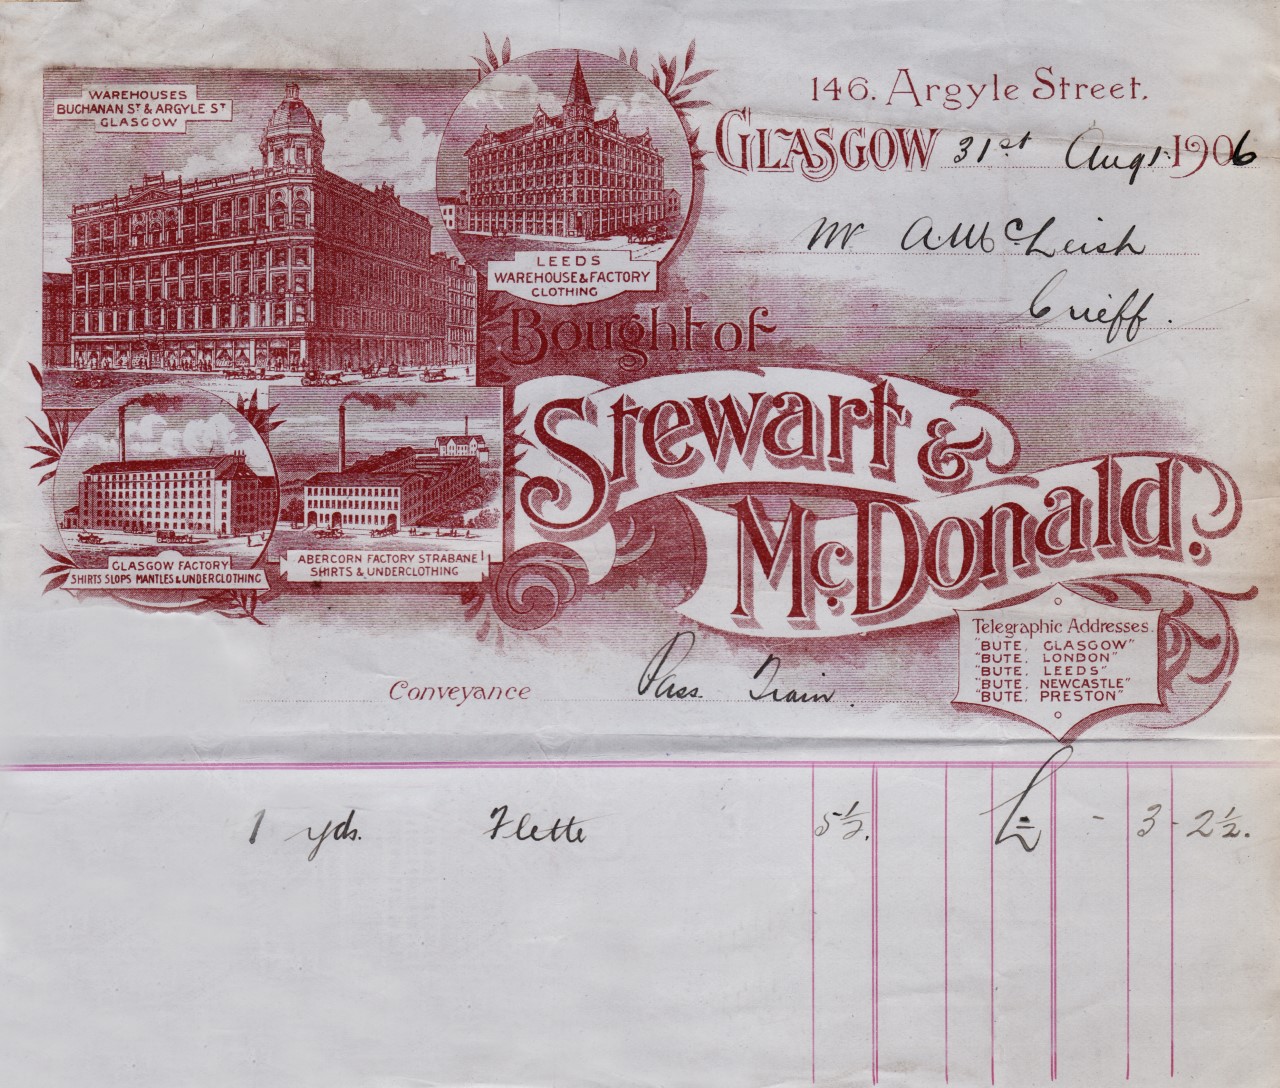 WAREHOUSES
BUCHANAN ST & ARGYLE ST
GLASGOW
LEEDS
WAREHOUSE & FACTORY
CLOTHING
146. Argyle Street.
GLASGOW 31st Augt 1906
Mr A McLeish
Crieff.
Bought of
Stewart &
McDonald.
GLASGOW FACTORY
SHIRTS SLOPS MANTLES & UNDERCLOTHING
ABERCORN FACTORY STRABANE
SHIRTS & UNDERCLOTHING
Telegraphic Addresses.
"BUTE, GLASGOW"
"BUTE, LONDON"
"BUTE, LEEDS"
"BUTE, NEWCASTLE"
"BUTE, PRESTON"
Conveyance Pass Train
1 yds. Flette 5½. £ - 3 - 2½.